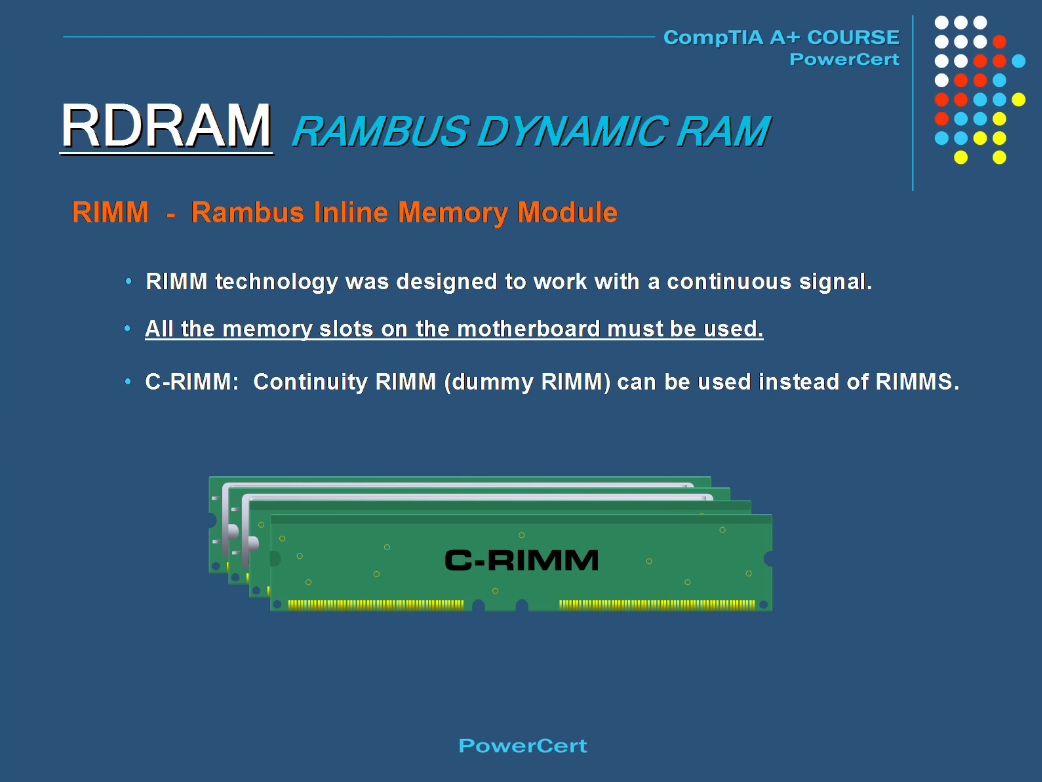 CompTIA A+ COURSE
PowerCert
RDRAM RAMBUS DYNAMIC RAM
RIMM - Rambus Inline Memory Module
• RIMM technology was designed to work with a continuous signal.
• All the memory slots on the motherboard must be used.
• C-RIMM: Continuity RIMM (dummy RIMM) can be used instead of RIMMS.
C-RIMM
PowerCert